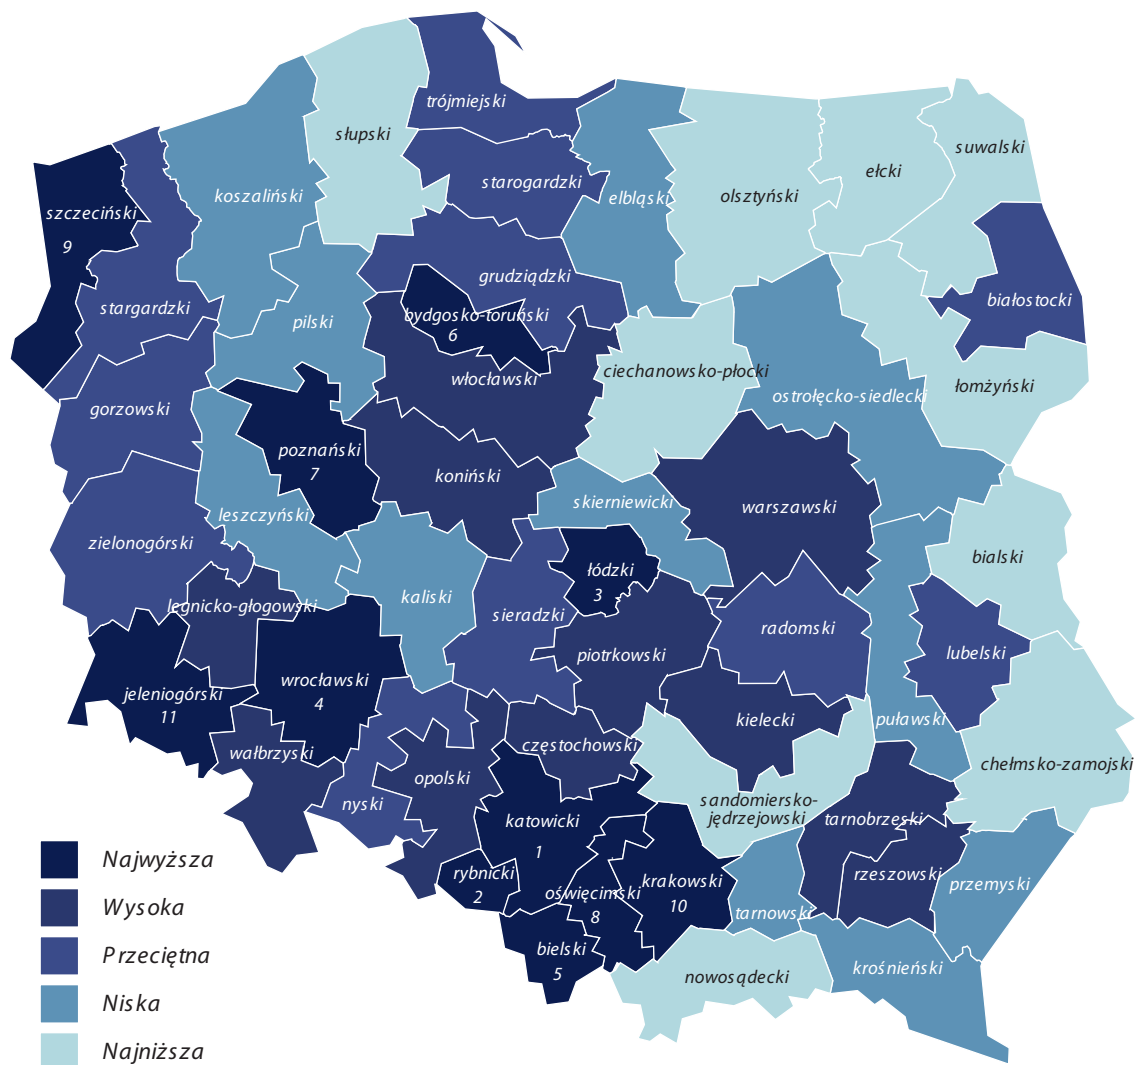 trójmiejski
słupski
ełcki
suwalski
starogardzki
koszaliński
elbląski
olsztyński
szczeciński
9
grudziądzki
białostocki
stargardzki
bydgosko-toruński
6
pilski
ciechanowsko-płocki
włocławski
łomżyński
ostrołęcko-siedlecki
gorzowski
poznański
7
koniński
skierniewicki
warszawski
leszczyński
zielonogórski
bialski
łódzki
3
kaliski
legnicko-głogowski
sieradzki
radomski
piotrkowski
lubelski
wrocławski
4
jeleniogórski
11
kielecki
puławski
wałbrzyski
częstochowski
chełmsko-zamojski
opolski
nyski
sandomiersko-
jędrzejowski
katowicki
1
tarnobrzeski
rybnicki
2
oświęcimski
8
krakowski
10
rzeszowski
przemyski
tarnowski
bielski
5
nowosądecki
krośnieński
Najwyższa
Wysoka
Przeciętna
Niska
Najniższa